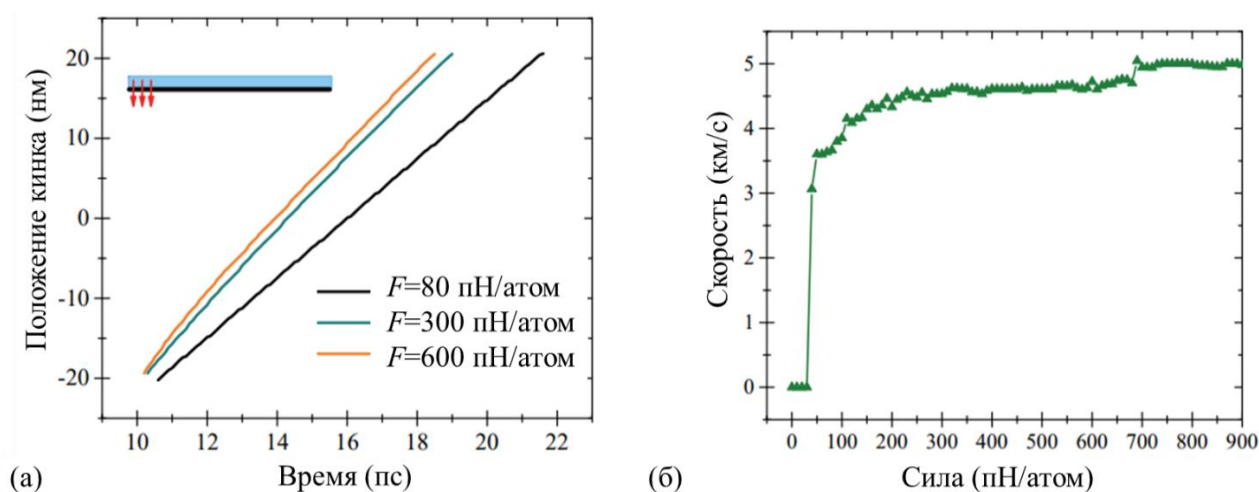 20
10
0
-10
-20
Положение кинка (нм)
F=80 пН/атом
F=300 пН/атом
F=600 пН/атом
10 12 14 16 18 20 22
Время (пс)
(а)
5
4
3
2
1
0
Скорость (км/с)
0 100 200 300 400 500 600 700 800 900
Сила (пН/атом)
(б)